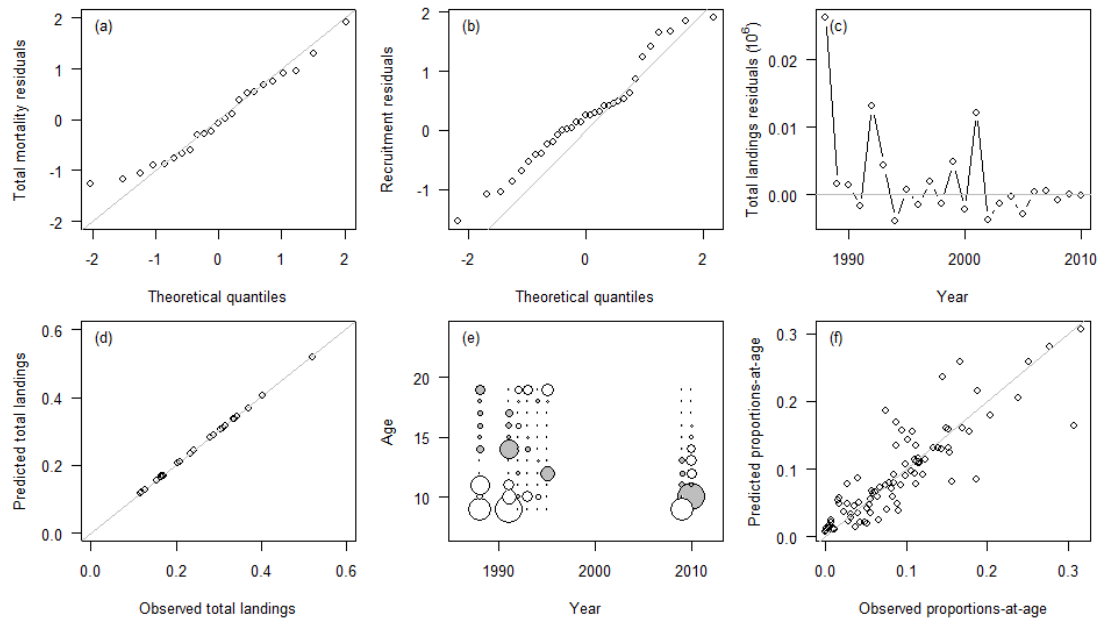 (a)
Total mortality residuals
2
1
0
-1
-2
-2 -1 0 1 2
Theoretical quantiles
(b)
Recruitment residuals
2
1
0
-1
-2 0 2
Theoretical quantiles
(c)
Total landings residuals (10⁶)
0.02
0.01
0.00
1990 2000 2010
Year
(d)
Predicted total landings
0.6
0.4
0.2
0.0
0.0 0.2 0.4 0.6
Observed total landings
(e)
Age
20
15
10
1990 2000 2010
Year
(f)
Predicted proportions-at-age
0.3
0.2
0.1
0.0
0.0 0.1 0.2 0.3
Observed proportions-at-age